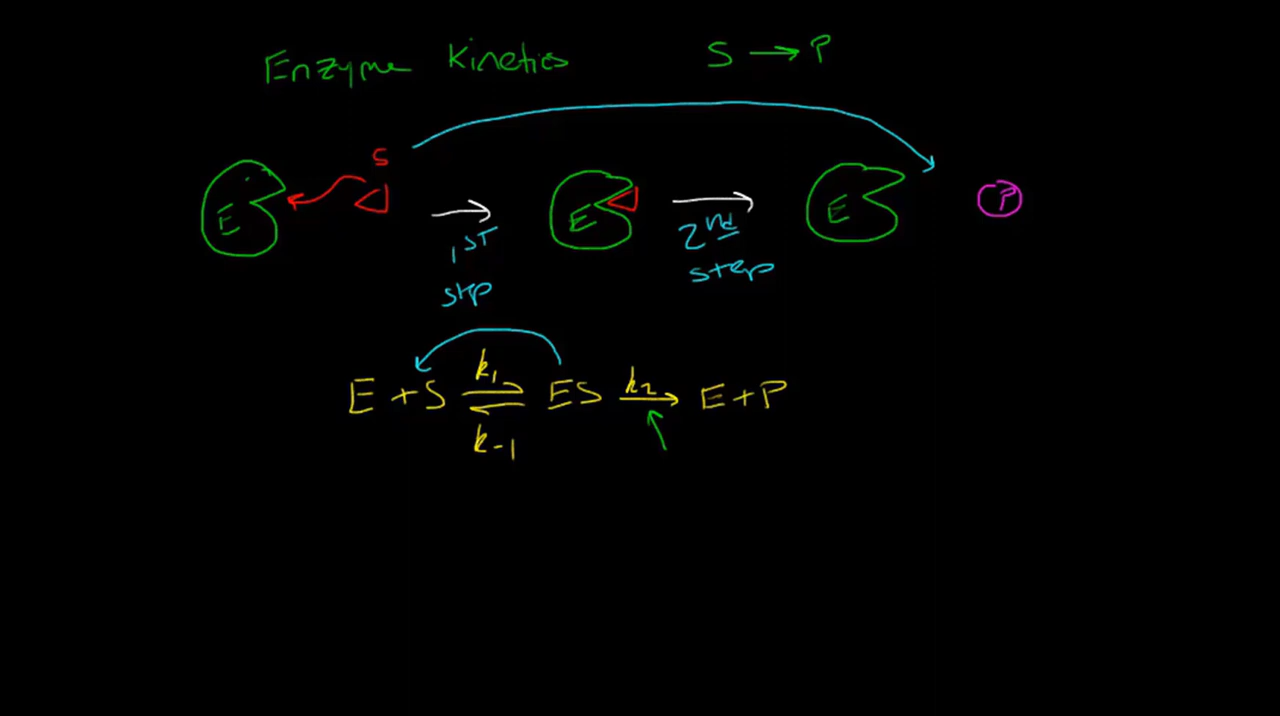 Enzyme Kinetics S → P
S
E E E P
1ST step 2nd step
k1 k2
E + S ⇌ ES → E + P
k-1